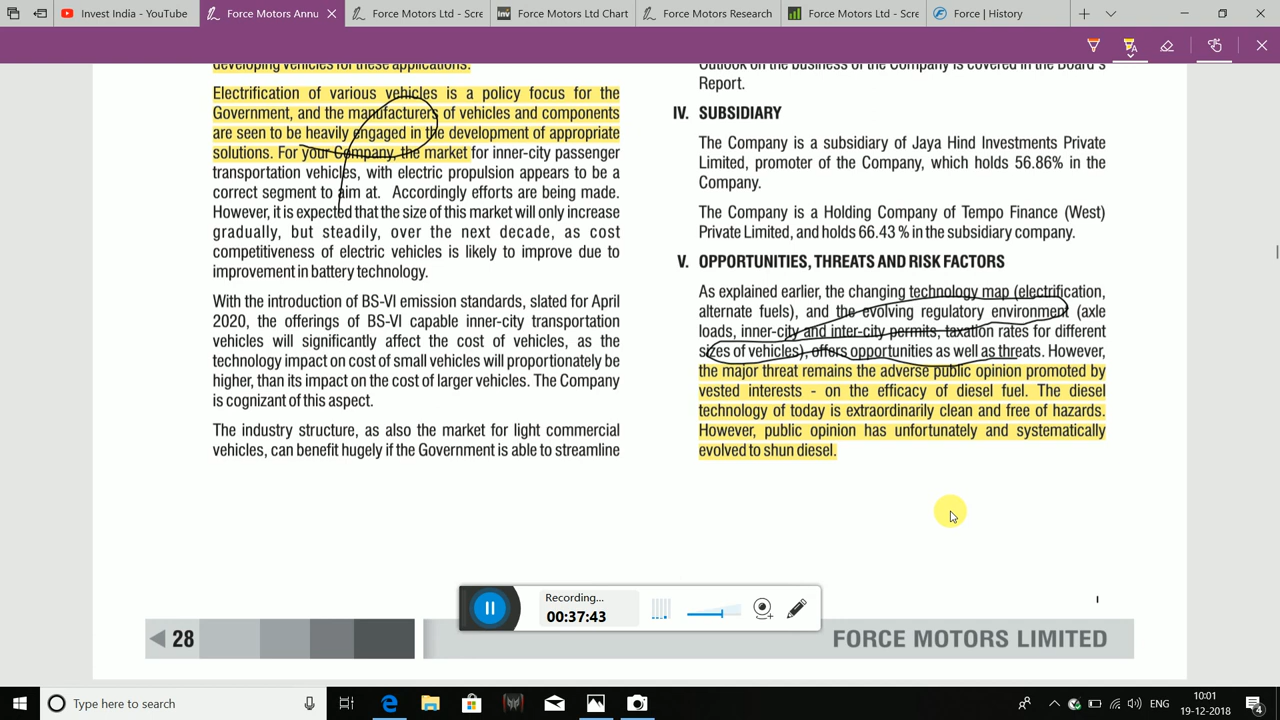 Invest India - YouTube
Force Motors Annu
Force Motors Ltd - Scre
Force Motors Ltd Chart
Force Motors Research
Force Motors Ltd - Scre
Force | History
developing vehicles for these applications.
Electrification of various vehicles is a policy focus for the
Government, and the manufacturers of vehicles and components
are seen to be heavily engaged in the development of appropriate
solutions. For your Company, the market for inner-city passenger
transportation vehicles, with electric propulsion appears to be a
correct segment to aim at. Accordingly efforts are being made.
However, it is expected that the size of this market will only increase
gradually, but steadily, over the next decade, as cost
competitiveness of electric vehicles is likely to improve due to
improvement in battery technology.
With the introduction of BS-VI emission standards, slated for April
2020, the offerings of BS-VI capable inner-city transportation
vehicles will significantly affect the cost of vehicles, as the
technology impact on cost of small vehicles will proportionately be
higher, than its impact on the cost of larger vehicles. The Company
is cognizant of this aspect.
The industry structure, as also the market for light commercial
vehicles, can benefit hugely if the Government is able to streamline
Outlook on the business of the Company is covered in the Board's
Report.
IV. SUBSIDIARY
The Company is a subsidiary of Jaya Hind Investments Private
Limited, promoter of the Company, which holds 56.86% in the
Company.
The Company is a Holding Company of Tempo Finance (West)
Private Limited, and holds 66.43 % in the subsidiary company.
V. OPPORTUNITIES, THREATS AND RISK FACTORS
As explained earlier, the changing technology map (electrification,
alternate fuels), and the evolving regulatory environment (axle
loads, inner-city and inter-city permits, taxation rates for different
sizes of vehicles), offers opportunities as well as threats. However,
the major threat remains the adverse public opinion promoted by
vested interests - on the efficacy of diesel fuel. The diesel
technology of today is extraordinarily clean and free of hazards.
However, public opinion has unfortunately and systematically
evolved to shun diesel.
Recording...
00:37:43
28
FORCE MOTORS LIMITED
Type here to search
ENG
10:01
19-12-2018
4